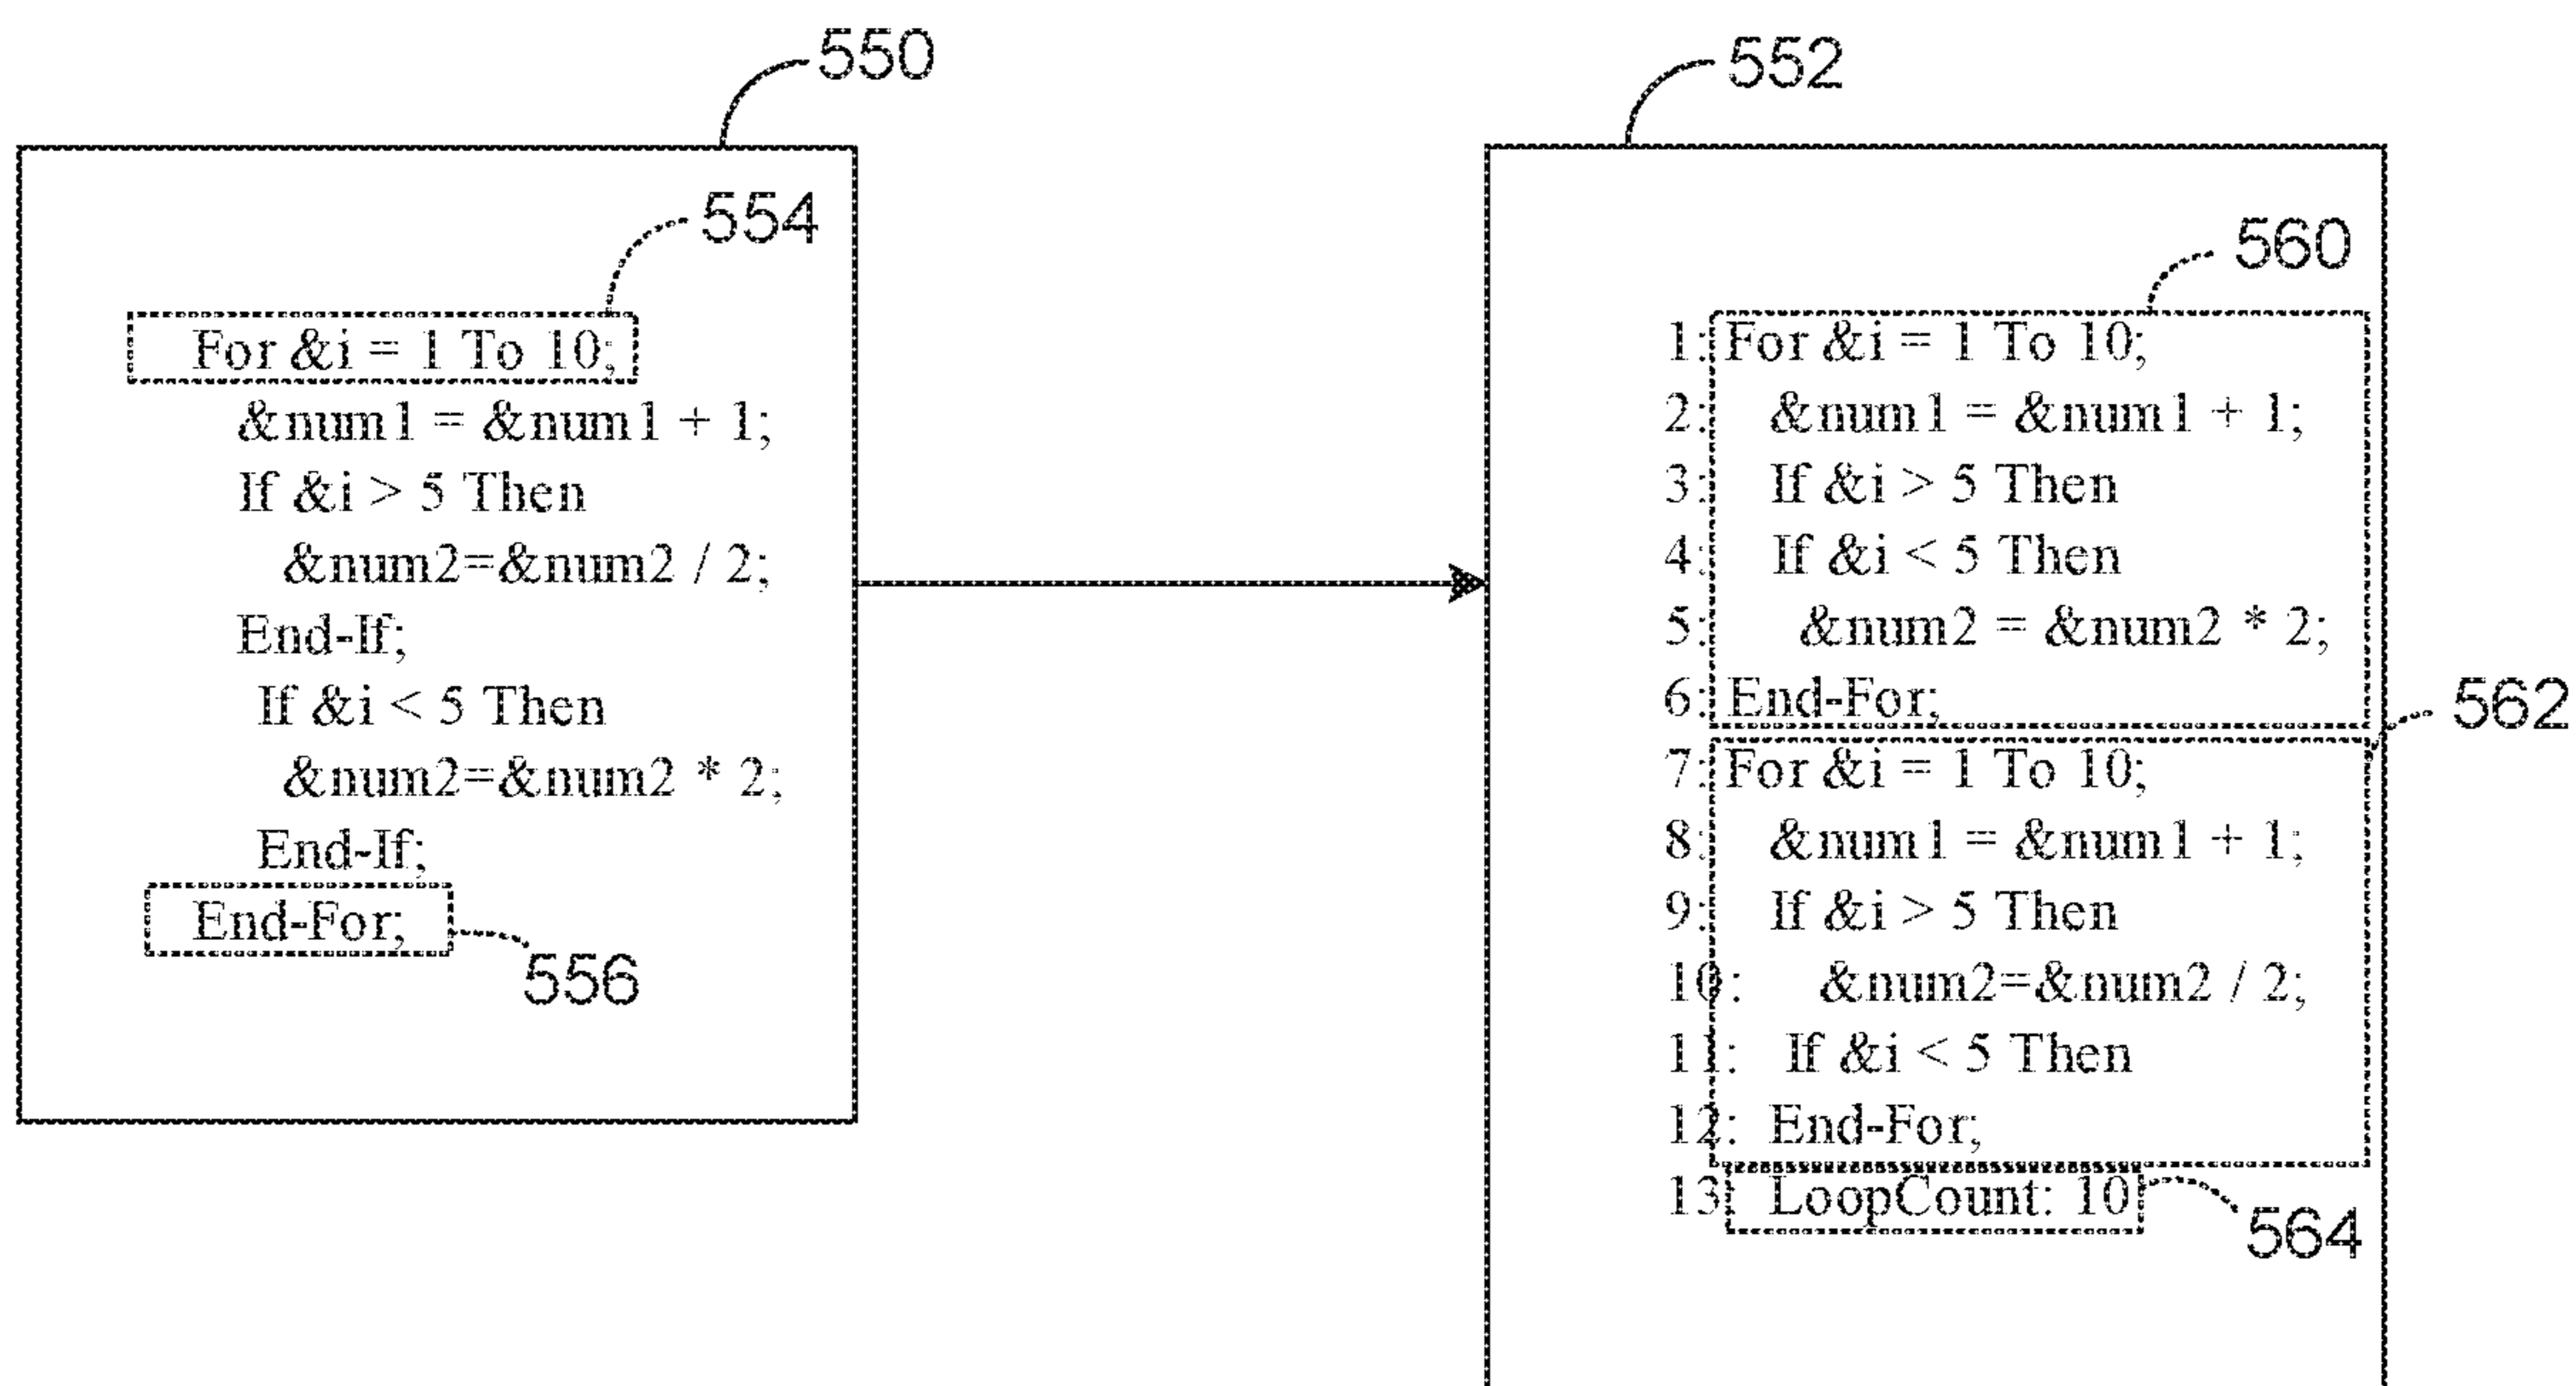 550
554
For &i = 1 To 10;
&num1 = &num1 + 1;
If &i > 5 Then
&num2=&num2 / 2;
End-If;
If &i < 5 Then
&num2=&num2 * 2;
End-If;
End-For;
556
552
560
1: For &i = 1 To 10;
2: &num1 = &num1 + 1;
3: If &i > 5 Then
4: If &i < 5 Then
5: &num2 = &num2 * 2;
6: End-For;
562
7: For &i = 1 To 10;
8: &num1 = &num1 + 1;
9: If &i > 5 Then
10: &num2=&num2 / 2;
11: If &i < 5 Then
12: End-For;
13: LoopCount: 10
564